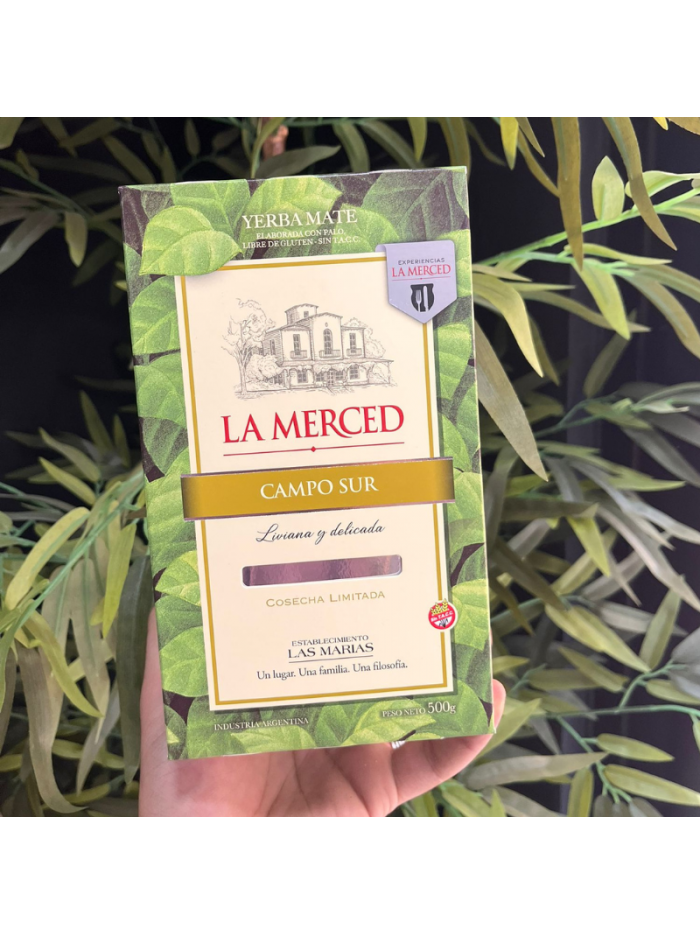 YERBA MATE
ELABORADA CON PALO,
LIBRE DE GLUTEN - SIN T.A.C.C.
EXPERIENCIAS
LA MERCED
LA MERCED
CAMPO SUR
Liviana y delicada
COSECHA LIMITADA
Sin T.A.C.C.
ESTABLECIMIENTO
LAS MARIAS
Un lugar. Una familia. Una filosofía.
INDUSTRIA ARGENTINA
PESO NETO 500g